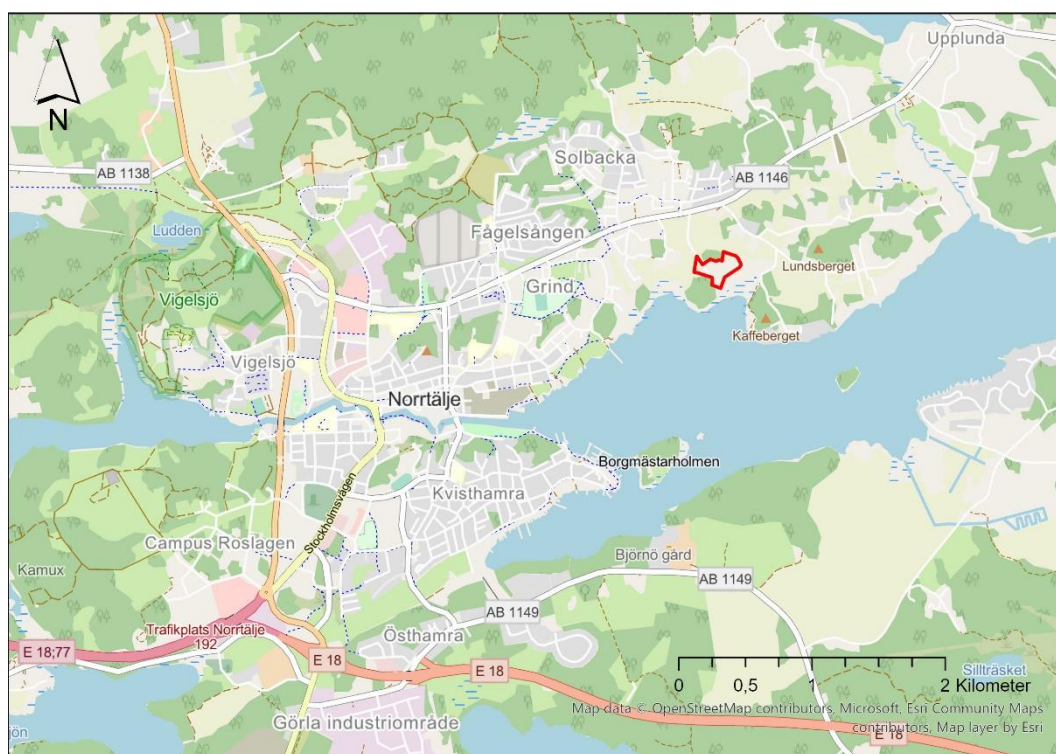 Upplunda
N
Solbacka
AB 1138
AB 1146
Ludden
Fågelsången
Lundsberget
Grind
Vigelsjö
Kaffeberget
Vigelsjö
Norrtälje
Borgmästarholmen
Kvisthamra
Stockholmsvägen
Campus Roslagen
Björnö gård
Kamux
AB 1149
AB 1149
Trafikplats Norrtälje
192
Östhamra
E 18;77
E 18
E 18
Sillträsket
0 0,5 1 2 Kilometer
Görla industriområde
Map data © OpenStreetMap contributors, Microsoft, Esri Community Maps
contributors, Map layer by Esri
E 18